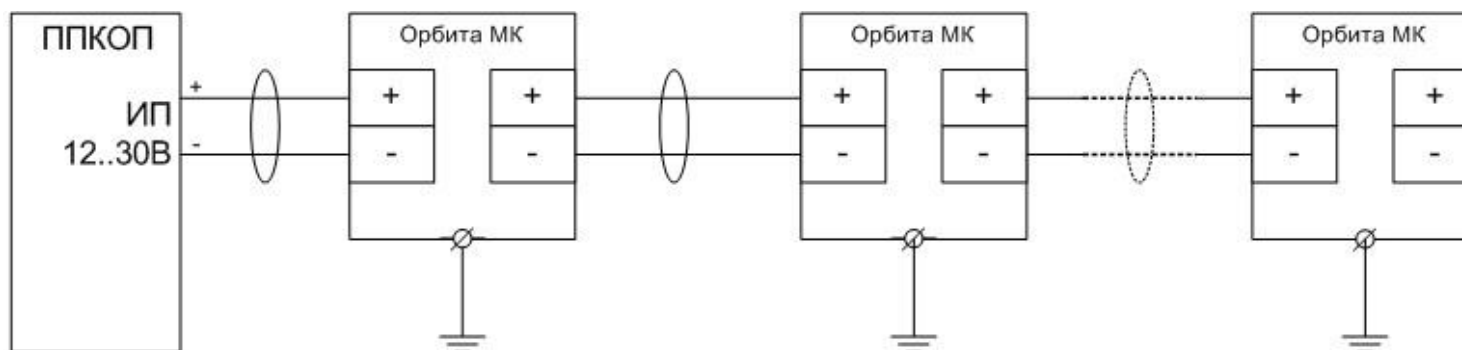 ППКОП
Орбита МК
Орбита МК
Орбита МК
+
+ + + + + +
ИП
-
12..30В
- - - - - -